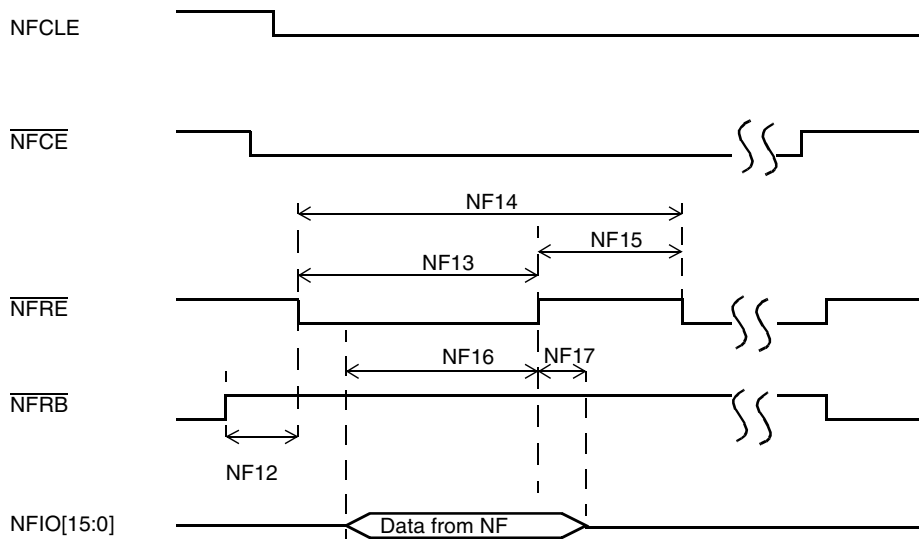 NFCLE
NFCE
NF14
NF15
NF13
NFRE
NF16
NF17
NFRB
NF12
NFIO[15:0]
Data from NF